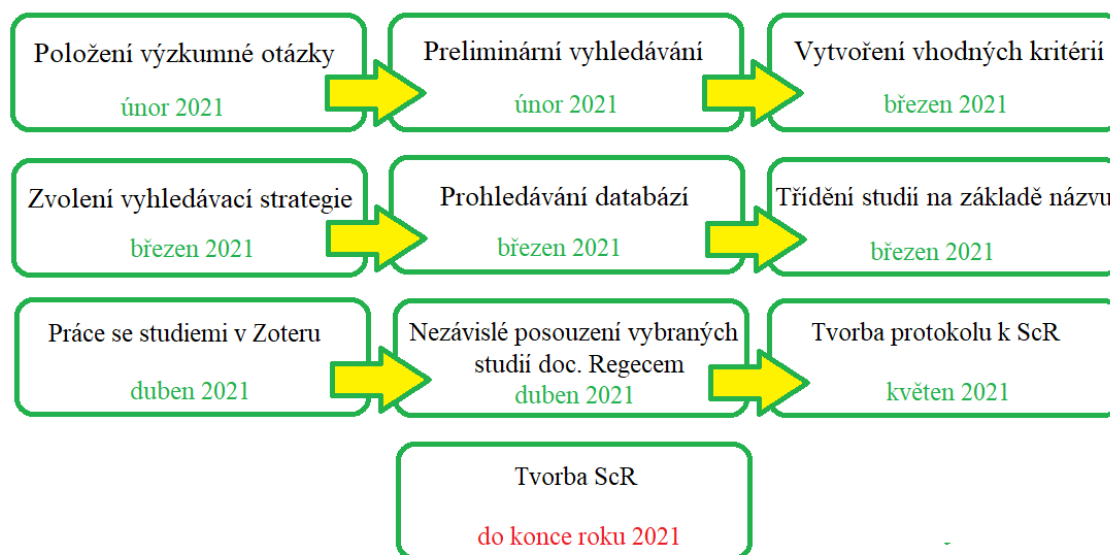 Položení výzkumné otázky
únor 2021
Preliminární vyhledávání
únor 2021
Vytvoření vhodných kritérií
březen 2021
Zvolení vyhledávací strategie
březen 2021
Prohledávání databází
březen 2021
Třídění studií na základě názvu
březen 2021
Práce se studiemi v Zoteru
duben 2021
Nezávislé posouzení vybraných
studií doc. Regecem
duben 2021
Tvorba protokolu k ScR
květen 2021
Tvorba ScR
do konce roku 2021